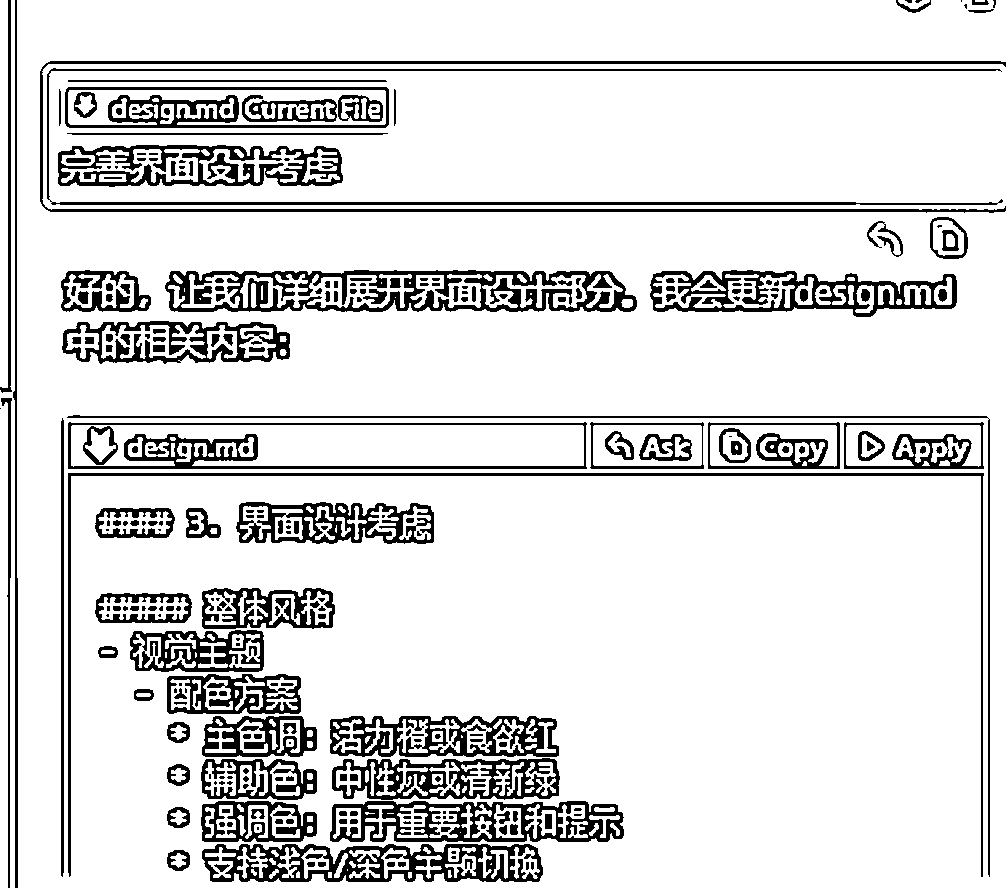 design.md Current File
完善界面设计考虑
好的，让我们详细展开界面设计部分。我会更新design.md
中的相关内容：
design.md Ask Copy Apply
#### 3. 界面设计考虑
##### 整体风格
- 视觉主题
- 配色方案
* 主色调：活力橙或食欲红
* 辅助色：中性灰或清新绿
* 强调色：用于重要按钮和提示
* 支持浅色/深色主题切换